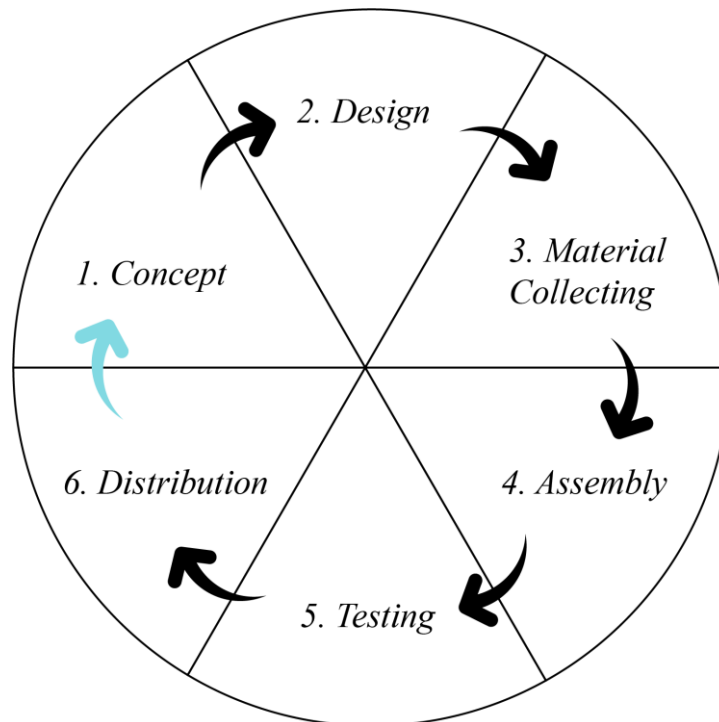 1. Concept
2. Design
3. Material
Collecting
4. Assembly
5. Testing
6. Distribution